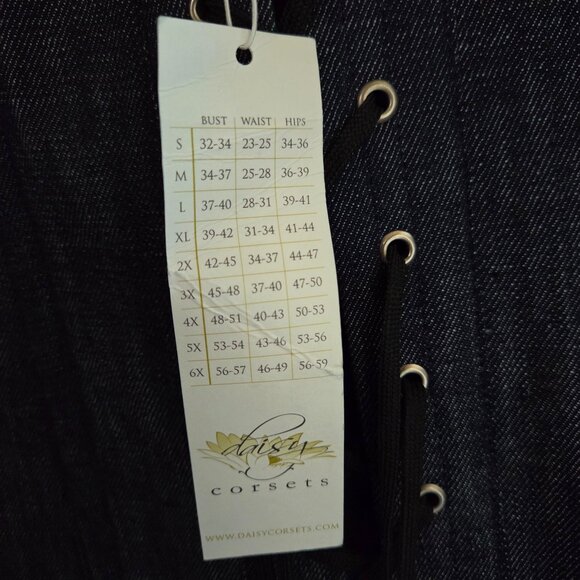 BUST WAIST HIPS
S 32-34 23-25 34-36
M 34-37 25-28 36-39
L 37-40 28-31 39-41
XL 39-42 31-34 41-44
2X 42-45 34-37 44-47
3X 45-48 37-40 47-50
4X 48-51 40-43 50-53
5X 53-54 43-46 53-56
6X 56-57 46-49 56-59
daisy
corsets
WWW.DAISYCORSETS.COM